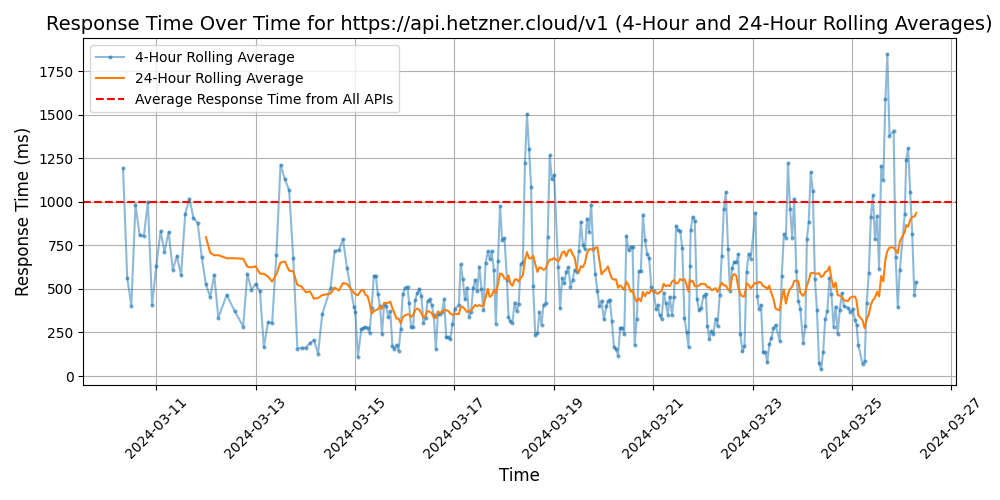 Response Time Over Time for https://api.hetzner.cloud/v1 (4-Hour and 24-Hour Rolling Averages)
4-Hour Rolling Average
24-Hour Rolling Average
Average Response Time from All APIs
Response Time (ms)
1750
1500
1250
1000
750
500
250
0
2024-03-11
2024-03-13
2024-03-15
2024-03-17
2024-03-19
2024-03-21
2024-03-23
2024-03-25
2024-03-27
Time